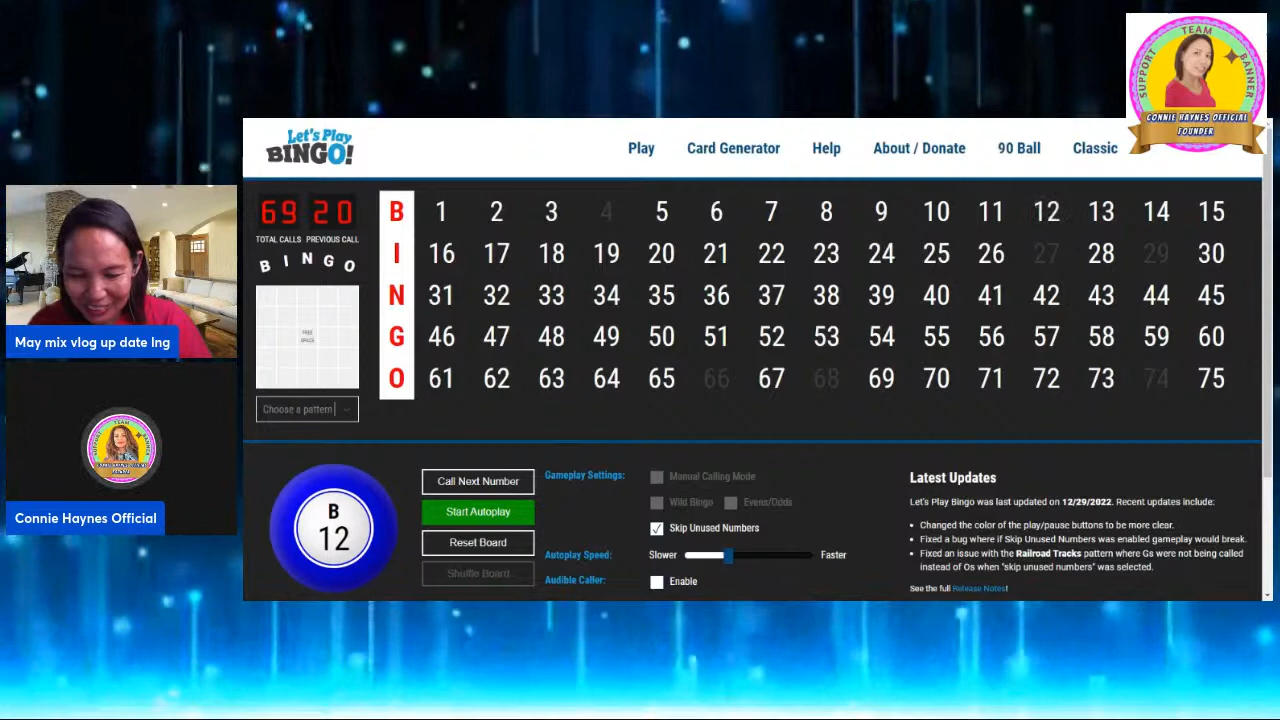 SUPPORT TEAM BANNER
CONNIE HAYNES OFFICIAL
FOUNDER
Let's Play
BINGO!
Play Card Generator Help About / Donate 90 Ball Classic
69 20
TOTAL CALLS PREVIOUS CALL
B I N G O
FREE
SPACE
Choose a pattern
B 1 2 3 4 5 6 7 8 9 10 11 12 13 14 15
I 16 17 18 19 20 21 22 23 24 25 26 27 28 29 30
N 31 32 33 34 35 36 37 38 39 40 41 42 43 44 45
G 46 47 48 49 50 51 52 53 54 55 56 57 58 59 60
O 61 62 63 64 65 66 67 68 69 70 71 72 73 74 75
May mix vlog up date lng
SUPPORT TEAM BANNER
Connie Haynes Official
B
12
Call Next Number
Start Autoplay
Reset Board
Shuffle Board
Gameplay Settings:
Manual Calling Mode
Wild Bingo Evens/Odds
Skip Unused Numbers
Autoplay Speed: Slower Faster
Audible Caller: Enable
Latest Updates
Let's Play Bingo was last updated on 12/29/2022. Recent updates include:
• Changed the color of the play/pause buttons to be more clear.
• Fixed a bug where if Skip Unused Numbers was enabled gameplay would break.
• Fixed an issue with the Railroad Tracks pattern where Gs were not being called
instead of Os when "skip unused numbers" was selected.
See the full Release Notes!